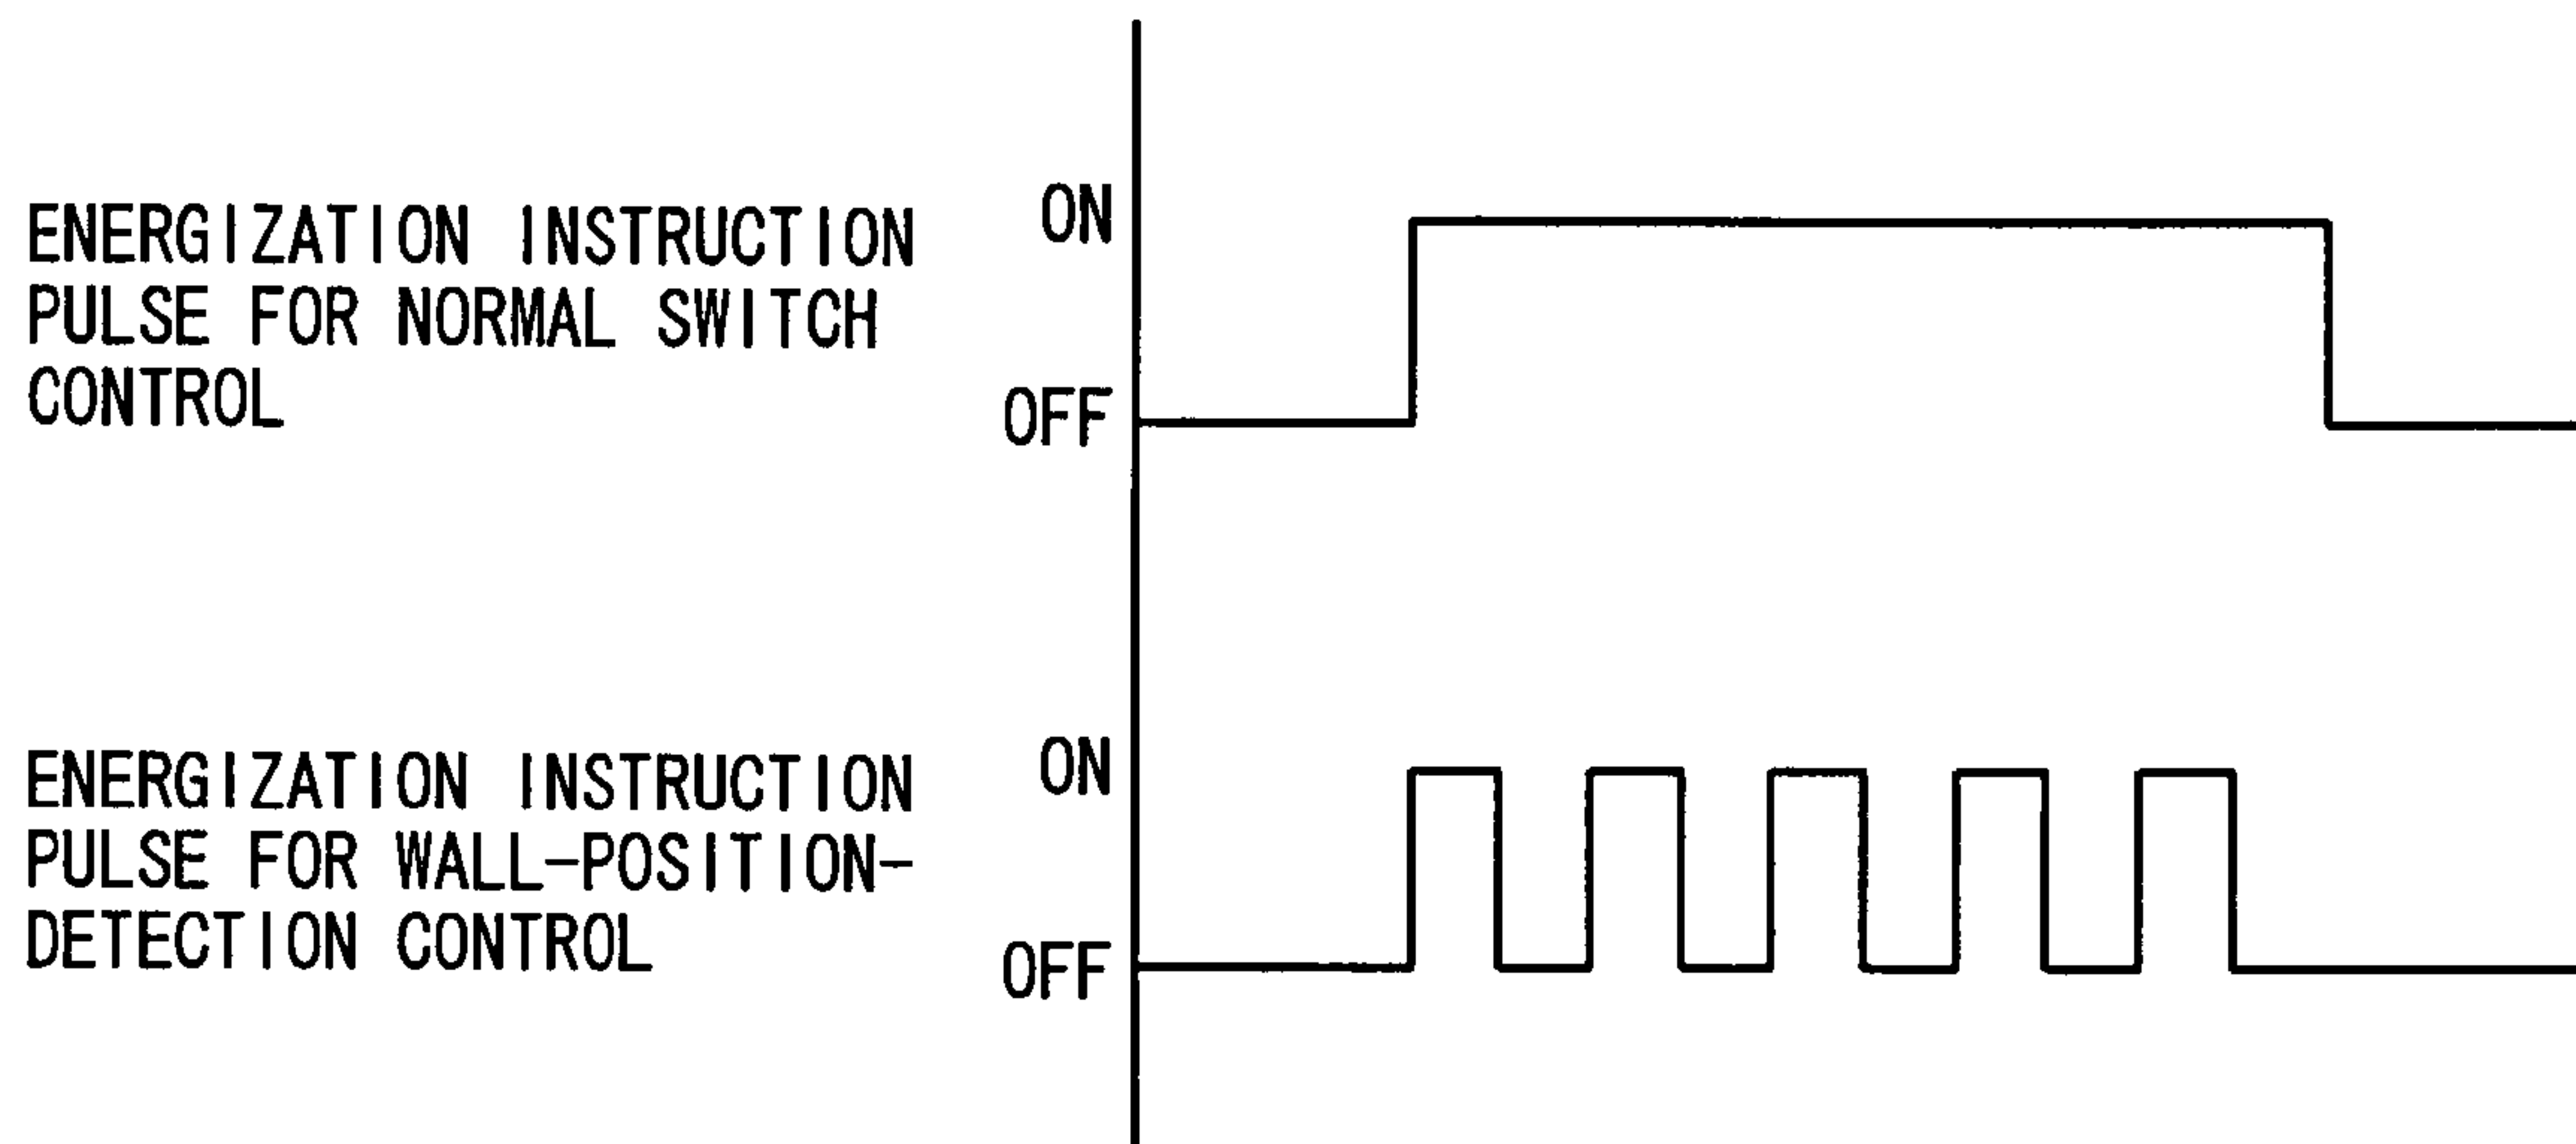 ENERGIZATION INSTRUCTION
PULSE FOR NORMAL SWITCH
CONTROL
ON
OFF
ENERGIZATION INSTRUCTION
PULSE FOR WALL-POSITION-
DETECTION CONTROL
ON
OFF